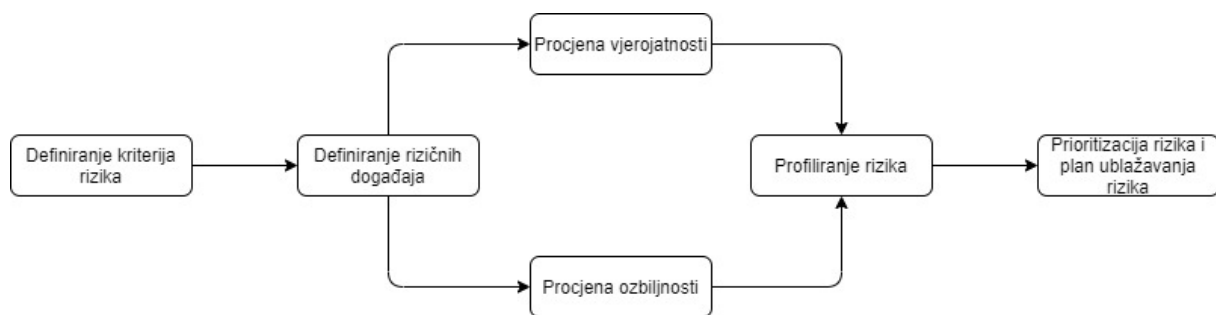 Procjena vjerojatnosti
Definiranje kriterija
rizika
Definiranje rizičnih
događaja
Profiliranje rizika
Prioritizacija rizika i
plan ublažavanja
rizika
Procjena ozbiljnosti